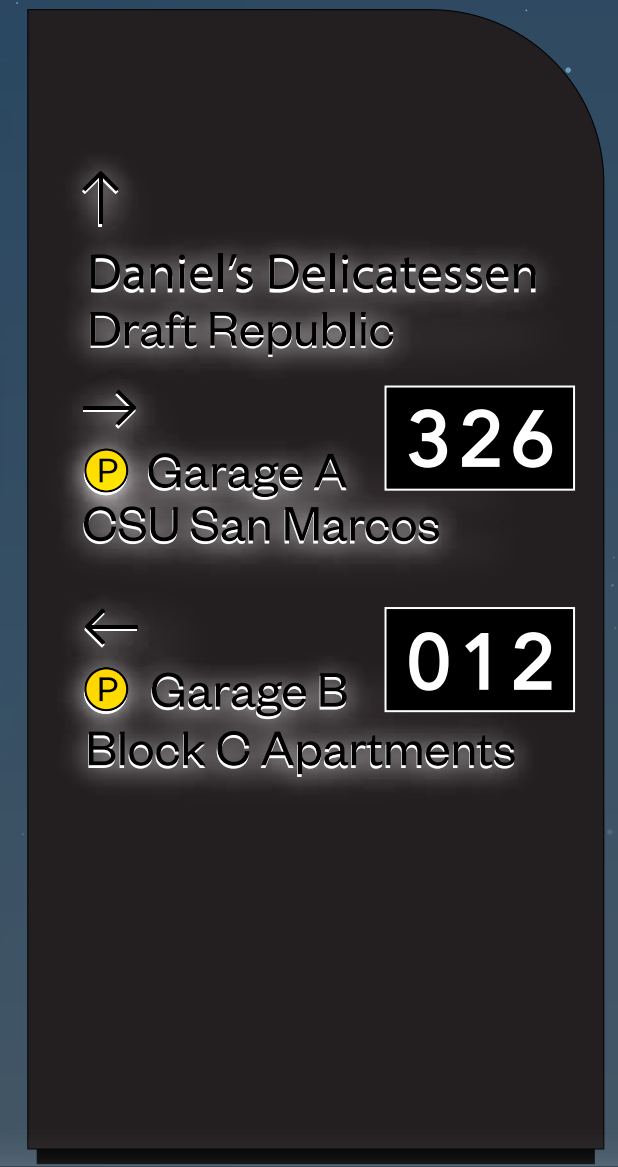 ↑
Daniel's Delicatessen
Draft Republic
→
P Garage A 326
CSU San Marcos
←
P Garage B 012
Block C Apartments